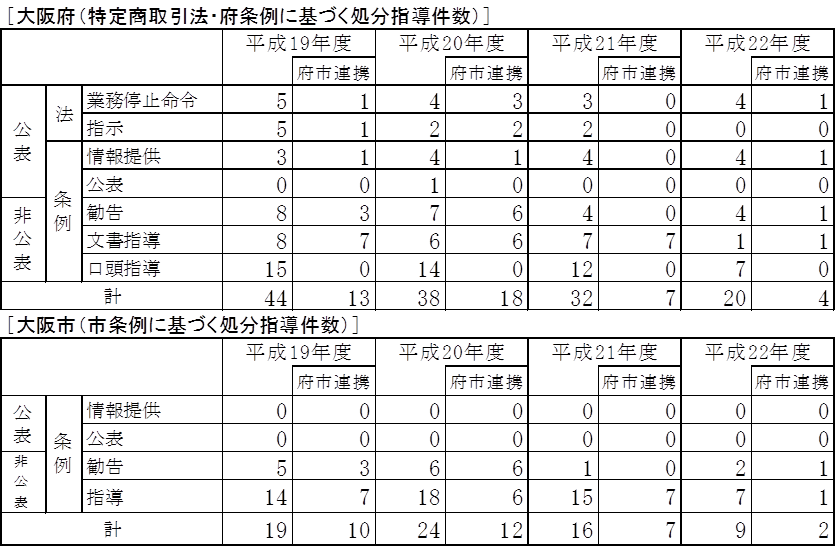 [大阪府(特定商取引法・府条例に基づく処分指導件数)]
平成19年度 平成20年度 平成21年度 平成22年度
府市連携 府市連携 府市連携 府市連携
公表 法 業務停止命令 5 1 4 3 3 0 4 1
指示 5 1 2 2 2 0 0 0
条例 情報提供 3 1 4 1 4 0 4 1
公表 0 0 1 0 0 0 0 0
非公表 勧告 8 3 7 6 4 0 4 1
文書指導 8 7 6 6 7 7 1 1
口頭指導 15 0 14 0 12 0 7 0
計 44 13 38 18 32 7 20 4
[大阪市(市条例に基づく処分指導件数)]
平成19年度 平成20年度 平成21年度 平成22年度
府市連携 府市連携 府市連携 府市連携
公表 条例 情報提供 0 0 0 0 0 0 0 0
公表 0 0 0 0 0 0 0 0
非公表 勧告 5 3 6 6 1 0 2 1
指導 14 7 18 6 15 7 7 1
計 19 10 24 12 16 7 9 2